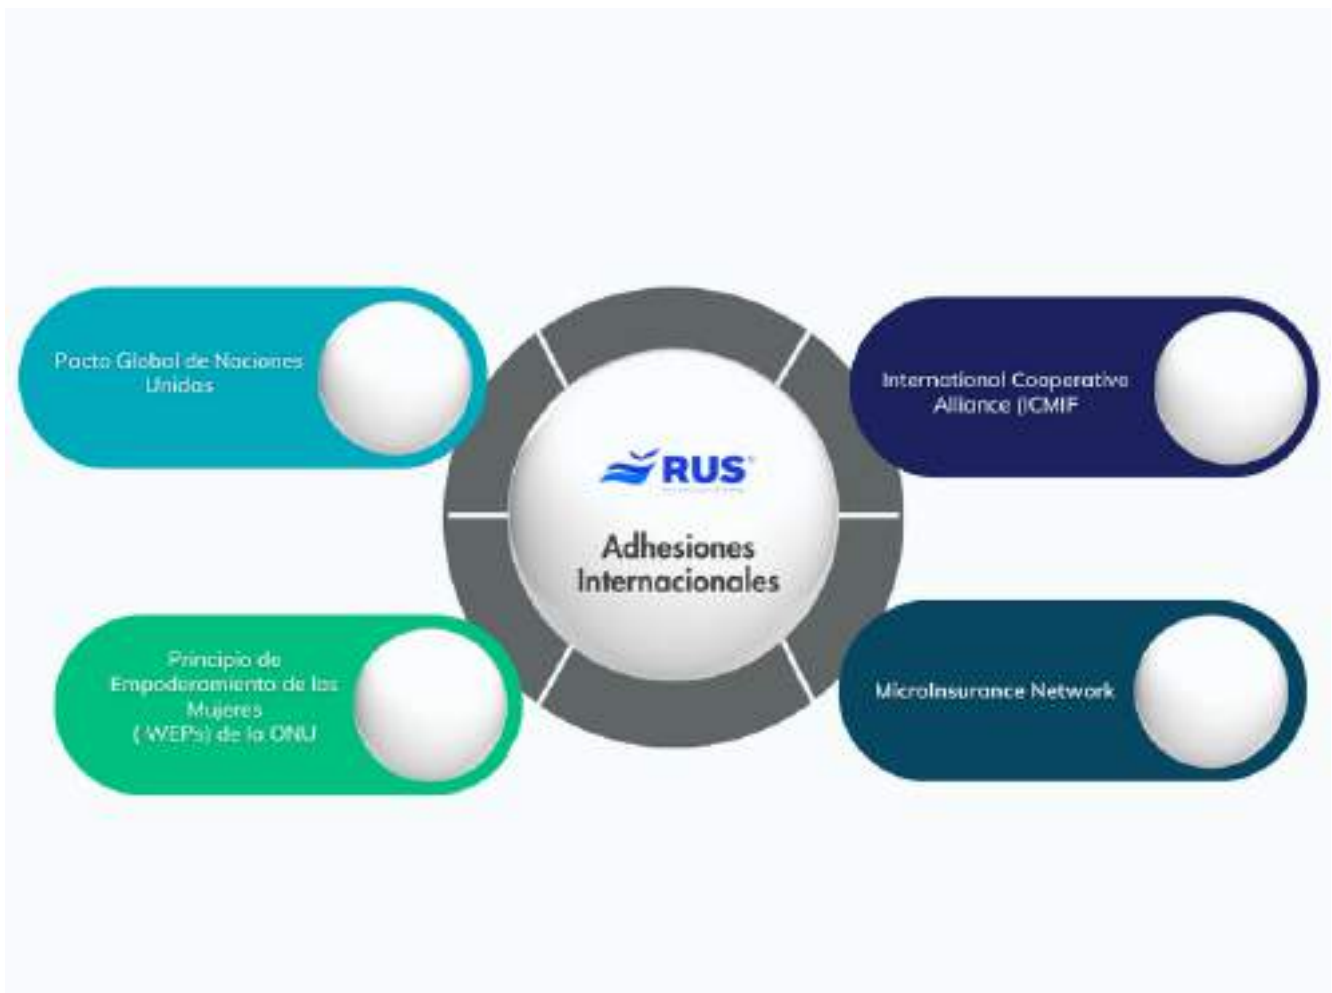 Pacto Global de Naciones
Unidas
International Cooperative
Alliance (ICMIF
RUS
Adhesiones
Internacionales
Principio de
Empoderamiento de las
Mujeres
(-WEPs) de la ONU
MicroInsurance Network